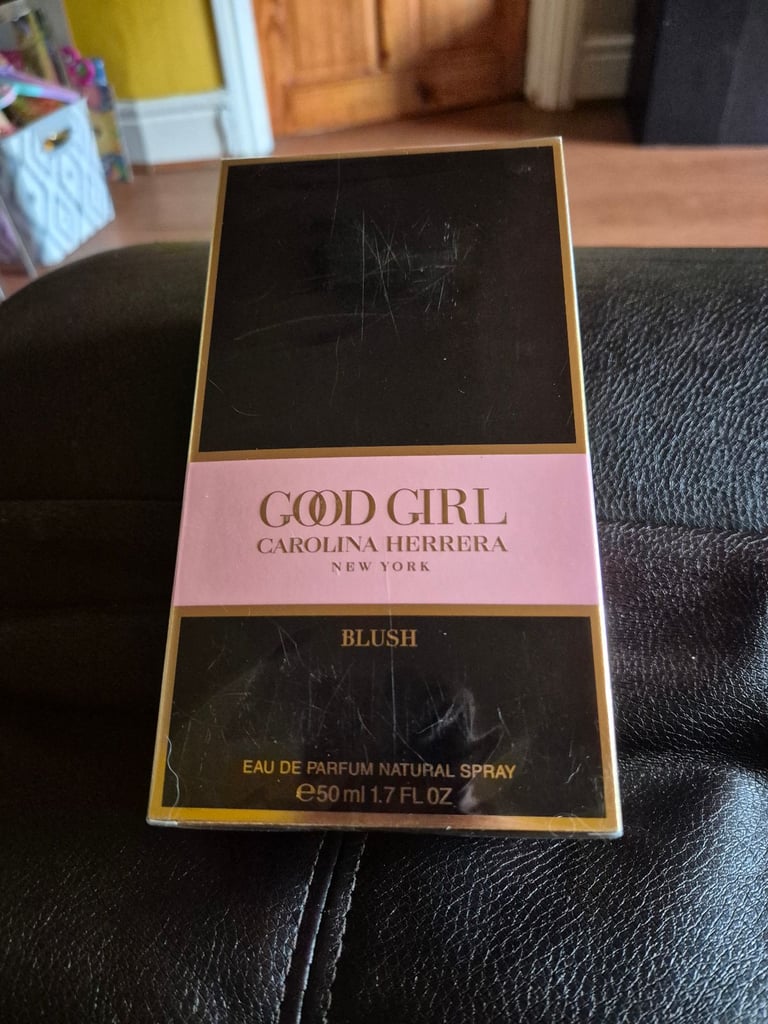 GOOD GIRL
CAROLINA HERRERA
NEW YORK
BLUSH
EAU DE PARFUM NATURAL SPRAY
℮50 ml 1.7 FL OZ